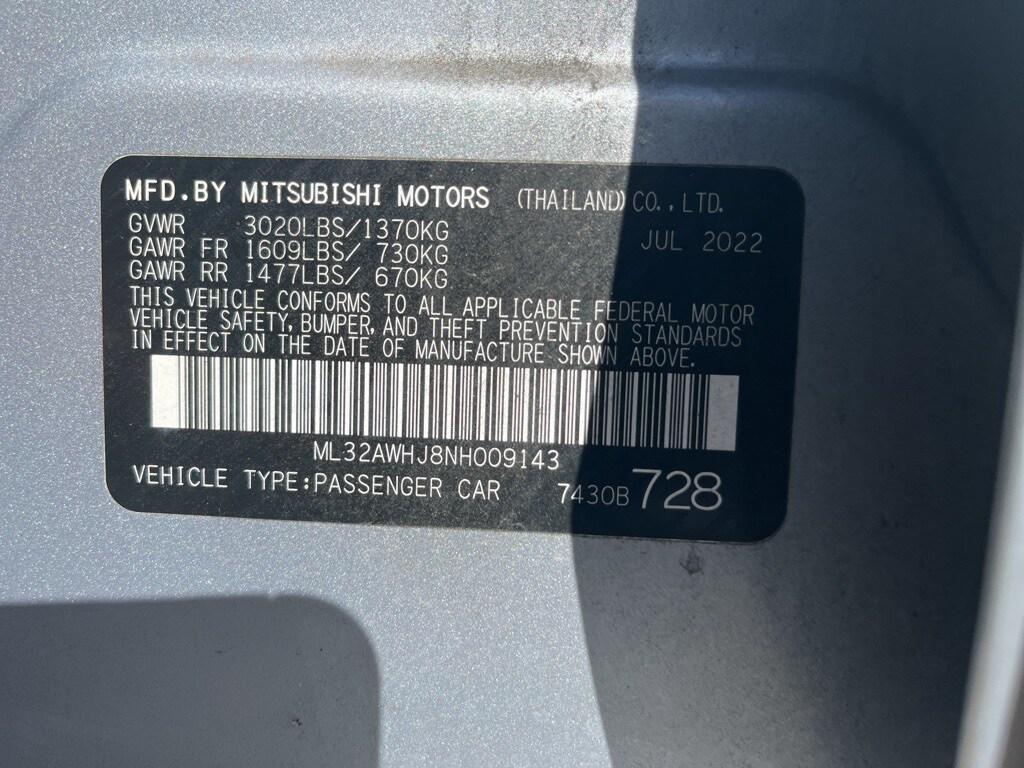 MFD.BY MITSUBISHI MOTORS (THAILAND) CO., LTD.
GVWR 3020LBS/1370KG JUL 2022
GAWR FR 1609LBS/ 730KG
GAWR RR 1477LBS/ 670KG
THIS VEHICLE CONFORMS TO ALL APPLICABLE FEDERAL MOTOR
VEHICLE SAFETY, BUMPER, AND THEFT PREVENTION STANDARDS
IN EFFECT ON THE DATE OF MANUFACTURE SHOWN ABOVE.
ML32AWHJ8NH009143
VEHICLE TYPE:PASSENGER CAR 7430B 728